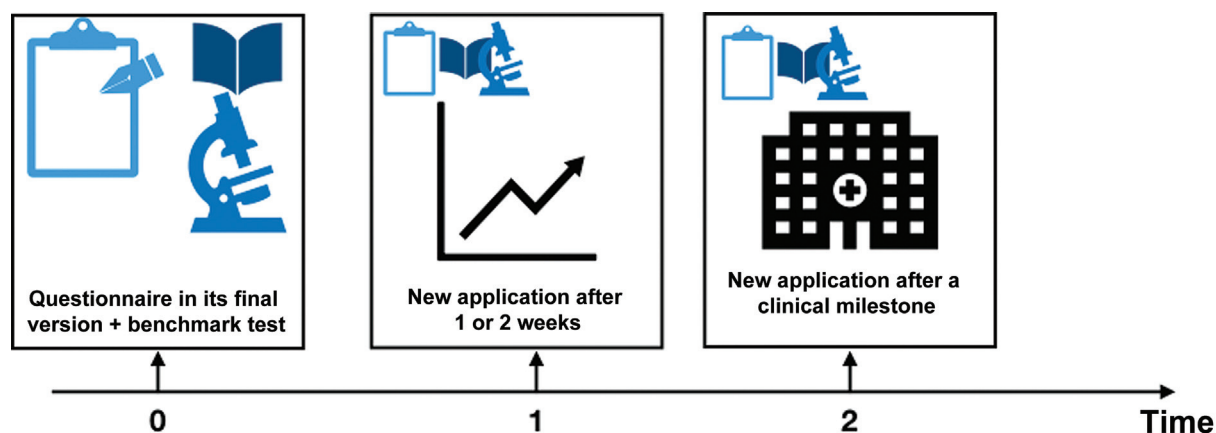 Questionnaire in its final
version + benchmark test
New application after
1 or 2 weeks
New application after a
clinical milestone
0
1
2
Time